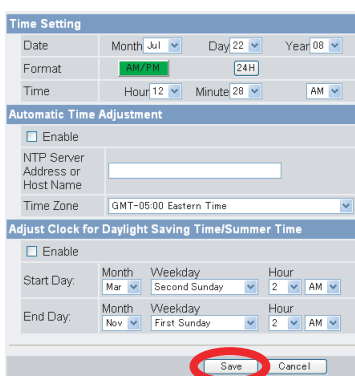 Time Setting
Date Month Jul Day 22 Year 08
Format AM/PM 24H
Time Hour 12 Minute 28 AM
Automatic Time Adjustment
Enable
NTP Server
Address or
Host Name
Time Zone GMT-05:00 Eastern Time
Adjust Clock for Daylight Saving Time/Summer Time
Enable
Month Weekday Hour
Start Day: Mar Second Sunday 2 AM
Month Weekday Hour
End Day: Nov First Sunday 2 AM
Save Cancel